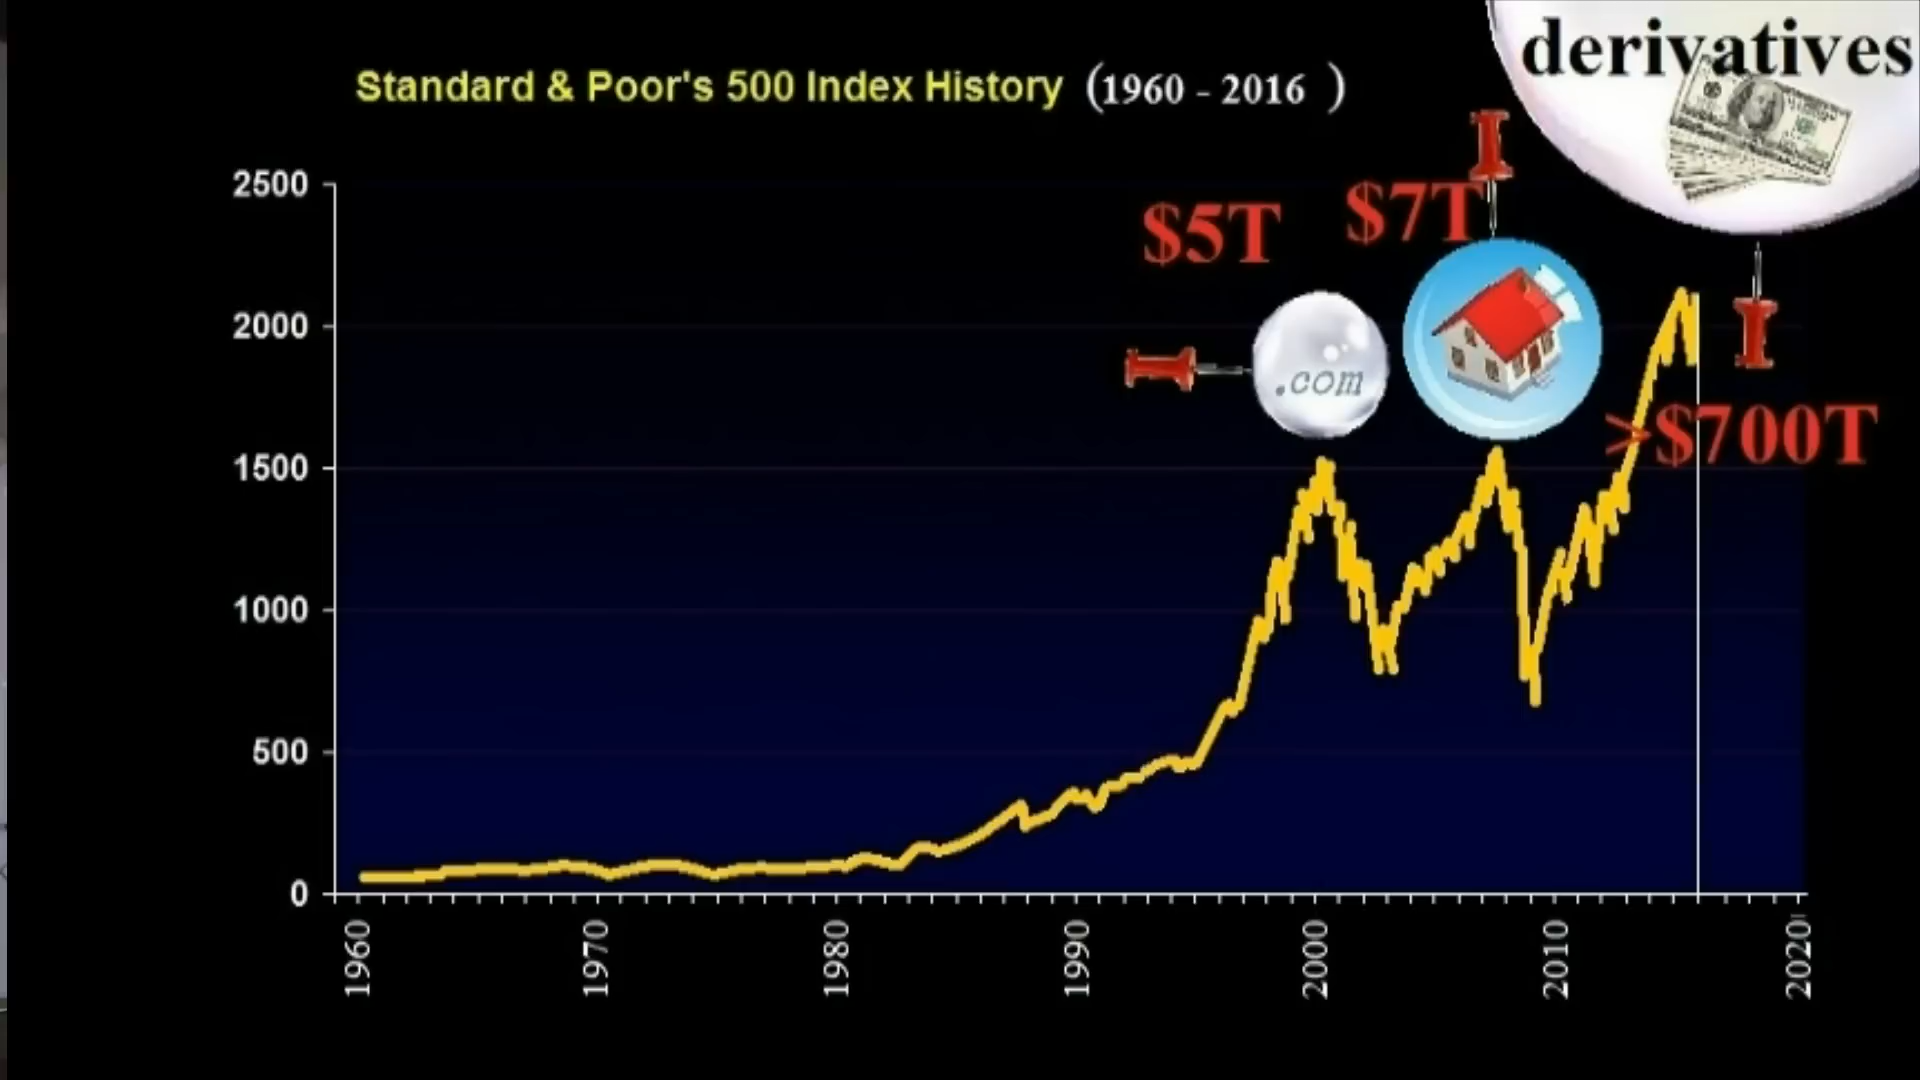 derivatives
Standard & Poor's 500 Index History (1960 - 2016 )
$5T
$7T
.com
>$700T
2500
2000
1500
1000
500
0
1960
1970
1980
1990
2000
2010
2020